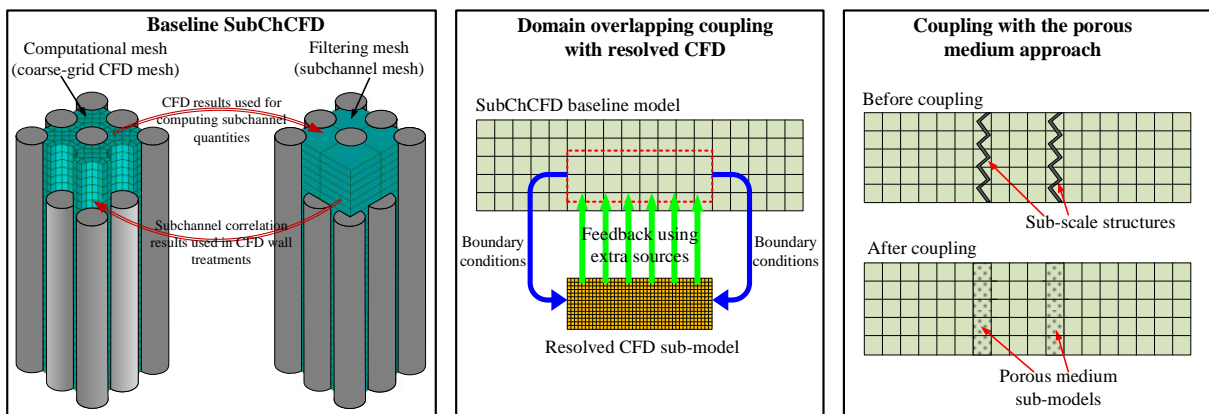 Baseline SubChCFD
Computational mesh
(coarse-grid CFD mesh)
Filtering mesh
(subchannel mesh)
CFD results used for
computing subchannel
quantities
Subchannel correlation
results used in CFD wall
treatments
Domain overlapping coupling
with resolved CFD
SubChCFD baseline model
Boundary
conditions
Feedback using
extra sources
Boundary
conditions
Resolved CFD sub-model
Coupling with the porous
medium approach
Before coupling
Sub-scale structures
After coupling
Porous medium
sub-models